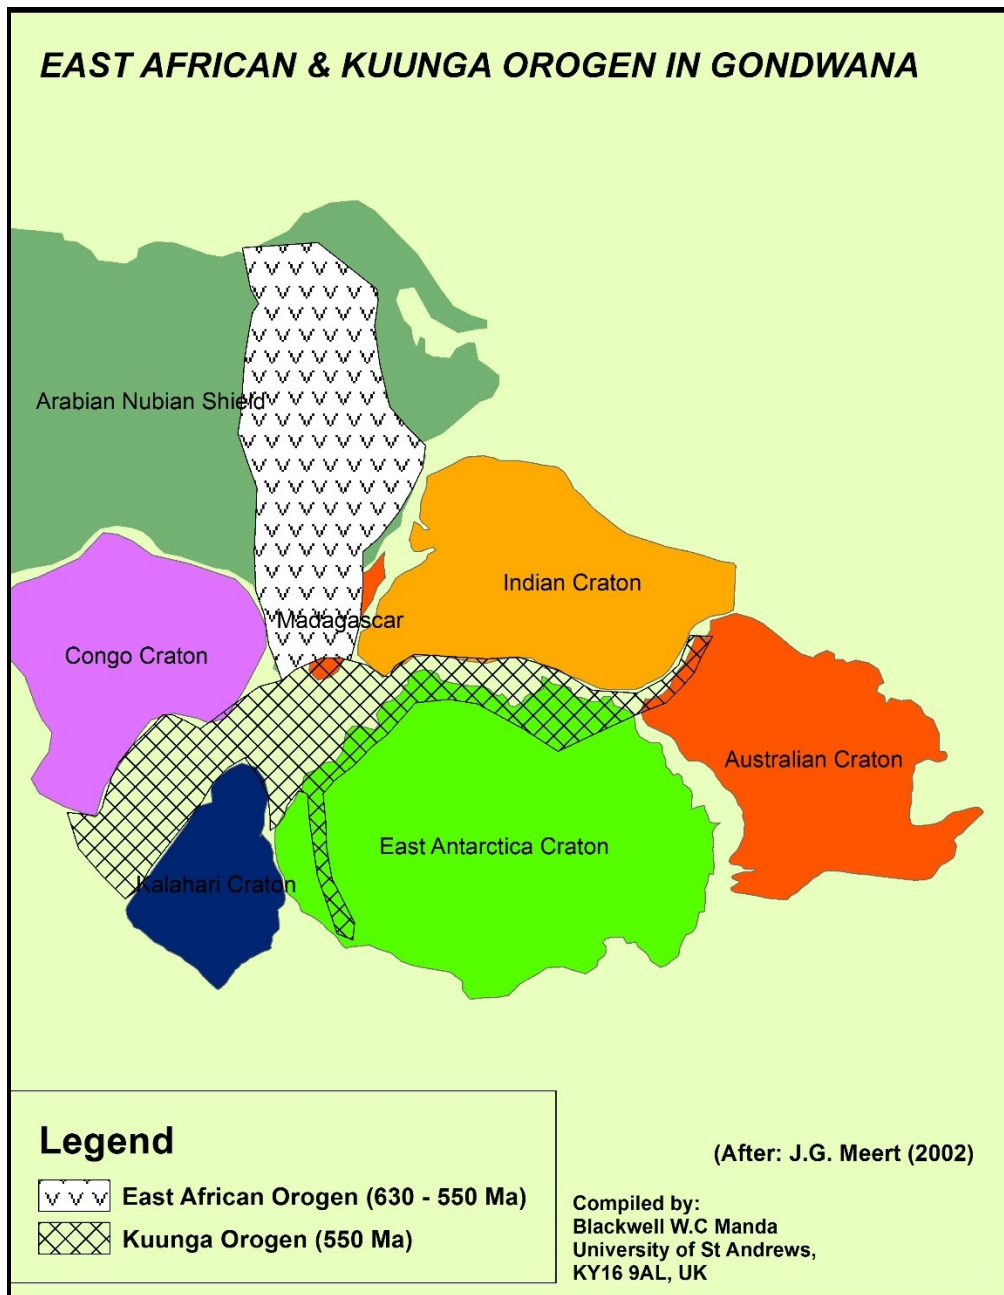 EAST AFRICAN & KUUNGA OROGEN IN GONDWANA
Arabian Nubian Shield
Indian Craton
Madagascar
Congo Craton
Australian Craton
East Antarctica Craton
Kalahari Craton
Legend
East African Orogen (630 - 550 Ma)
Kuunga Orogen (550 Ma)
(After: J.G. Meert (2002)
Compiled by:
Blackwell W.C Manda
University of St Andrews,
KY16 9AL, UK